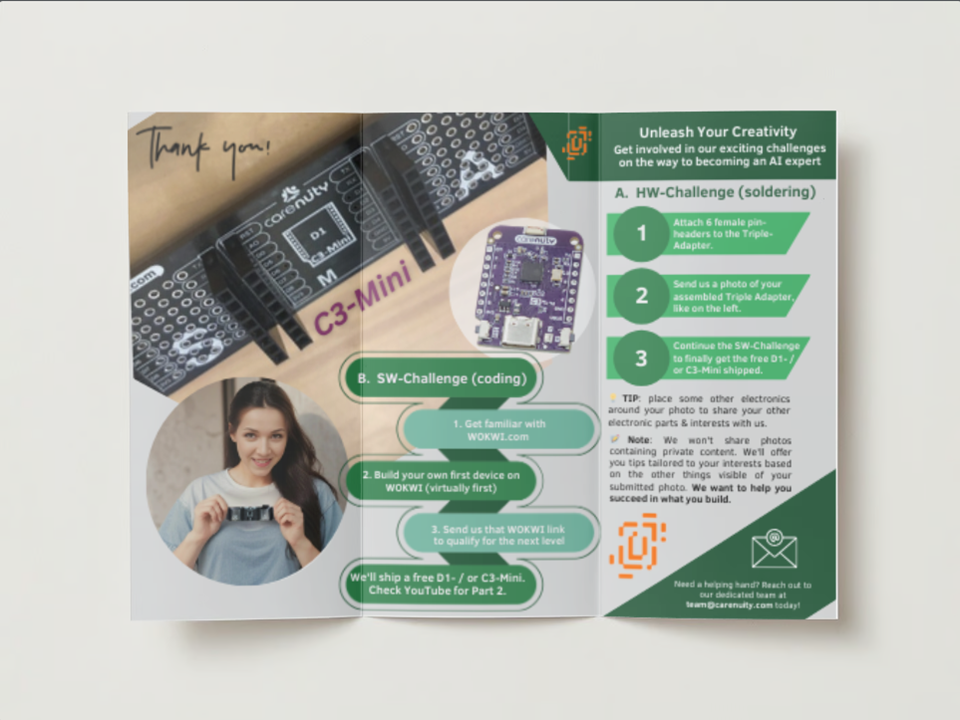 Thank you!
.com
carenuity
D1
C3-Mini
M
A
S
C3-Mini
carenuity
B. SW-Challenge (coding)
1. Get familiar with
WOKWI.com
2. Build your own first device on
WOKWI (virtually first)
3. Send us that WOKWI link
to qualify for the next level
We'll ship a free D1- / or C3-Mini.
Check YouTube for Part 2.
Unleash Your Creativity
Get involved in our exciting challenges
on the way to becoming an AI expert
A. HW-Challenge (soldering)
1
Attach 6 female pin-
headers to the Triple-
Adapter.
2
Send us a photo of your
assembled Triple Adapter,
like on the left.
3
Continue the SW-Challenge
to finally get the free D1- /
or C3-Mini shipped.
TIP: place some other electronics
around your photo to share your other
electronic parts & interests with us.
Note: We won't share photos
containing private content. We'll offer
you tips tailored to your interests based
on the other things visible of your
submitted photo. We want to help you
succeed in what you build.
@
Need a helping hand? Reach out to
our dedicated team at
team@carenuity.com today!